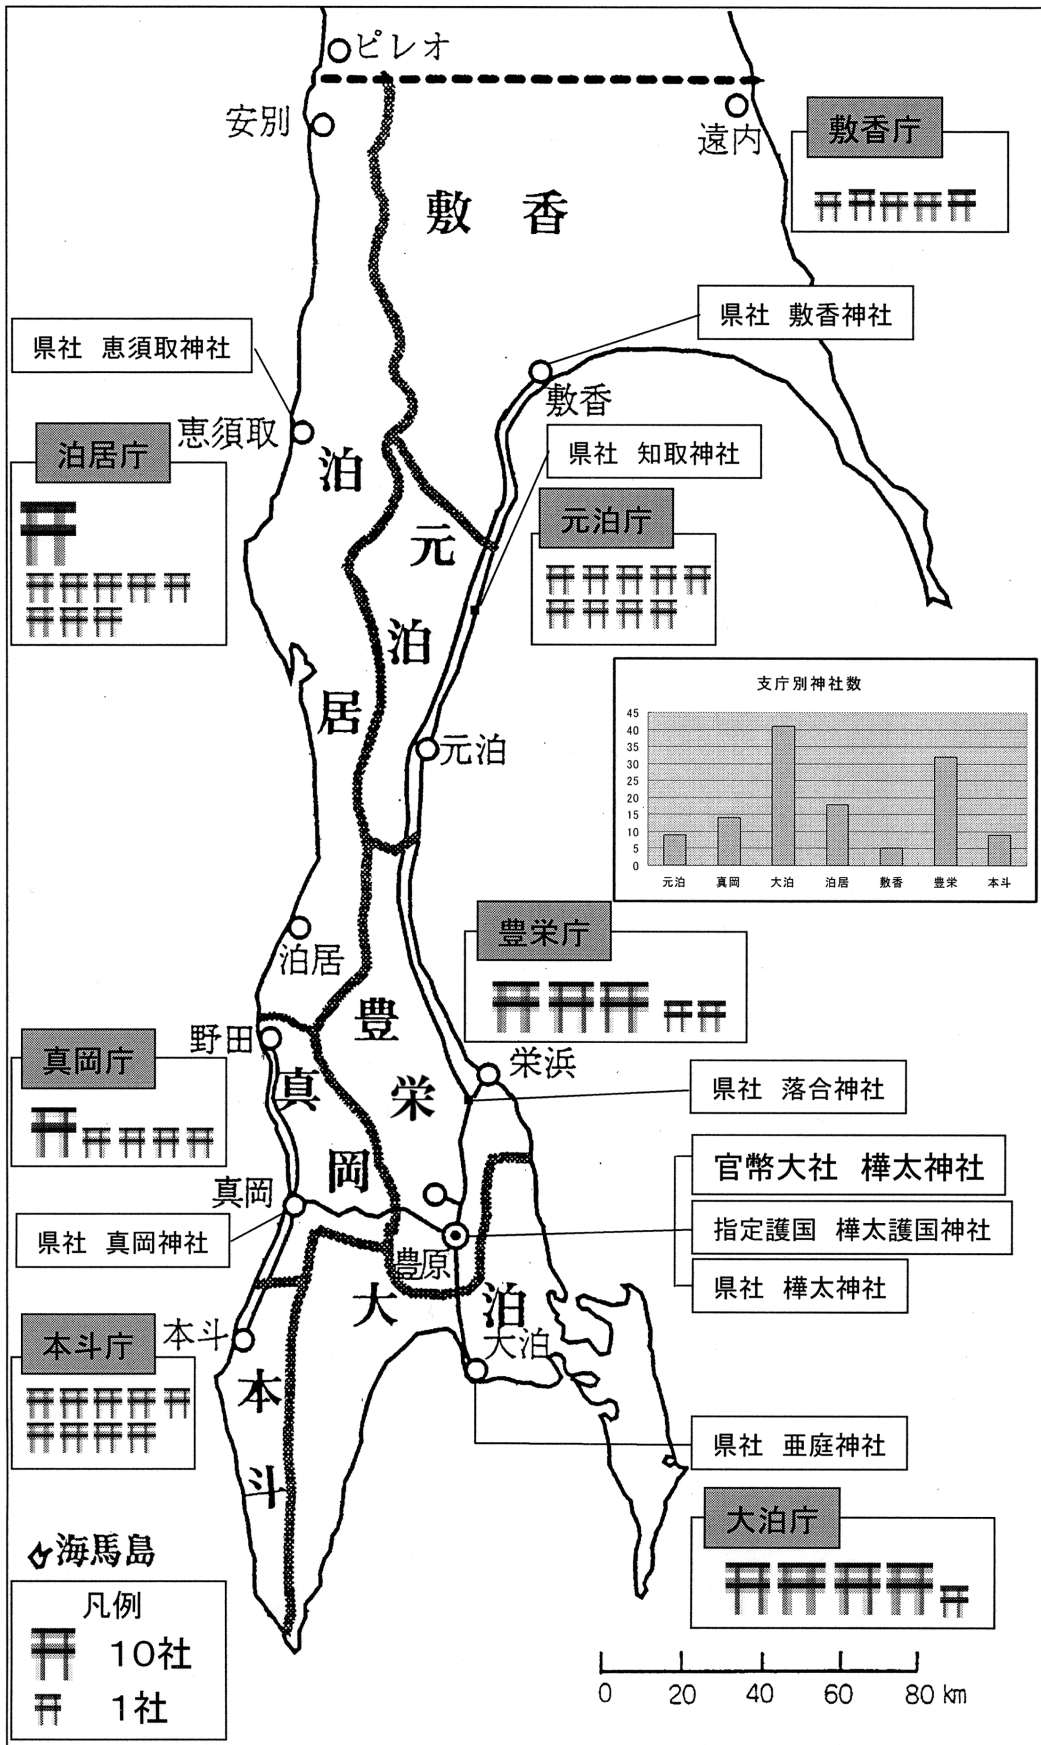 ピレオ
安別
遠内
敷香庁
敷香
県社 敷香神社
県社 恵須取神社
敷香
恵須取
泊居庁
県社 知取神社
泊居
元泊庁
元泊
支庁別神社数
45
40
35
30
25
20
15
10
5
0
元泊 真岡 大泊 泊居 敷香 豊栄 本斗
元泊
泊居
豊栄庁
豊栄
野田
真岡庁
真岡
栄浜
県社 落合神社
官幣大社 樺太神社
真岡
県社 真岡神社
指定護国 樺太護国神社
豊原
県社 樺太神社
大泊
本斗庁
本斗
大泊
本斗
県社 亜庭神社
大泊庁
海馬島
凡例
10社
1社
0 20 40 60 80 km